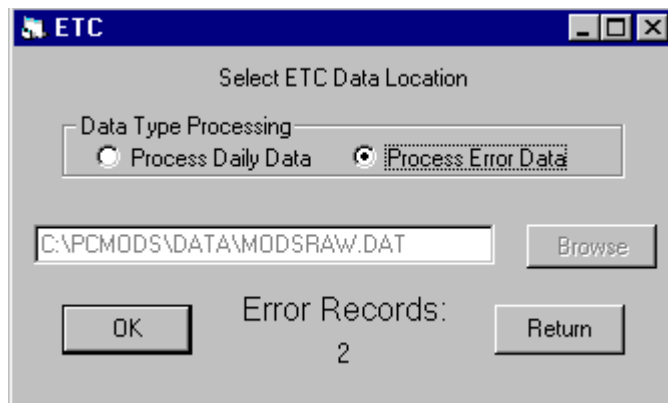 ETC
Select ETC Data Location
Data Type Processing
Process Daily Data Process Error Data
C:\PCMODS\DATA\MODSRAW.DAT Browse
OK Error Records: Return
2